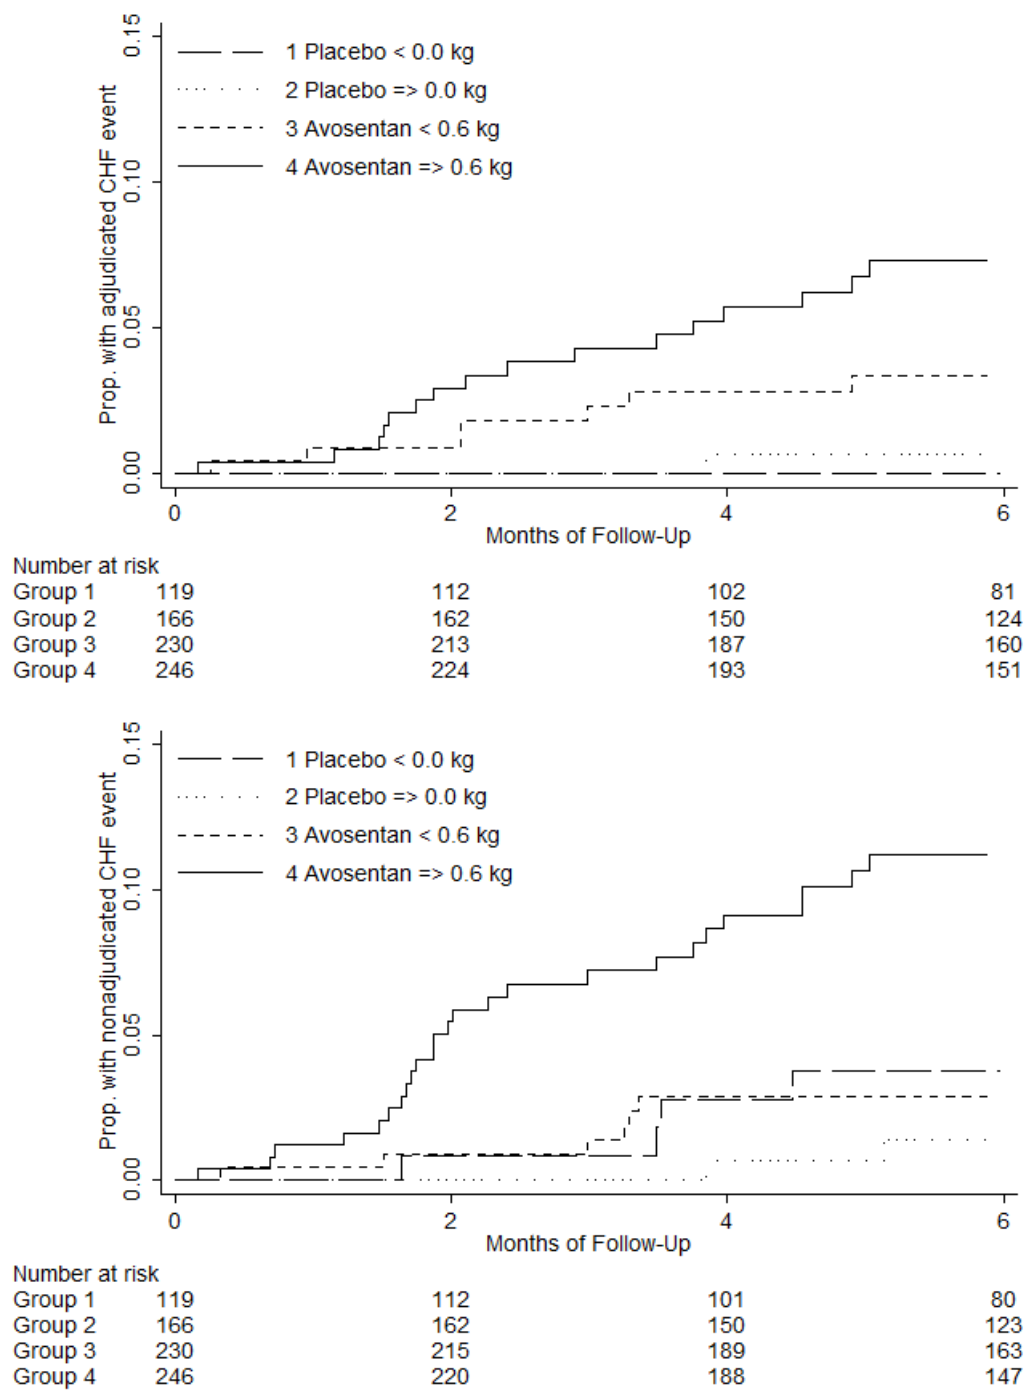 Prop. with adjudicated CHF event
0.15
0.10
0.05
0.00
1 Placebo < 0.0 kg
2 Placebo => 0.0 kg
3 Avosentan < 0.6 kg
4 Avosentan => 0.6 kg
0 2 4 6
Months of Follow-Up
Number at risk
Group 1 119 112 102 81
Group 2 166 162 150 124
Group 3 230 213 187 160
Group 4 246 224 193 151
Prop. with nonadjudicated CHF event
0.15
0.10
0.05
0.00
1 Placebo < 0.0 kg
2 Placebo => 0.0 kg
3 Avosentan < 0.6 kg
4 Avosentan => 0.6 kg
0 2 4 6
Months of Follow-Up
Number at risk
Group 1 119 112 101 80
Group 2 166 162 150 123
Group 3 230 215 189 163
Group 4 246 220 188 147